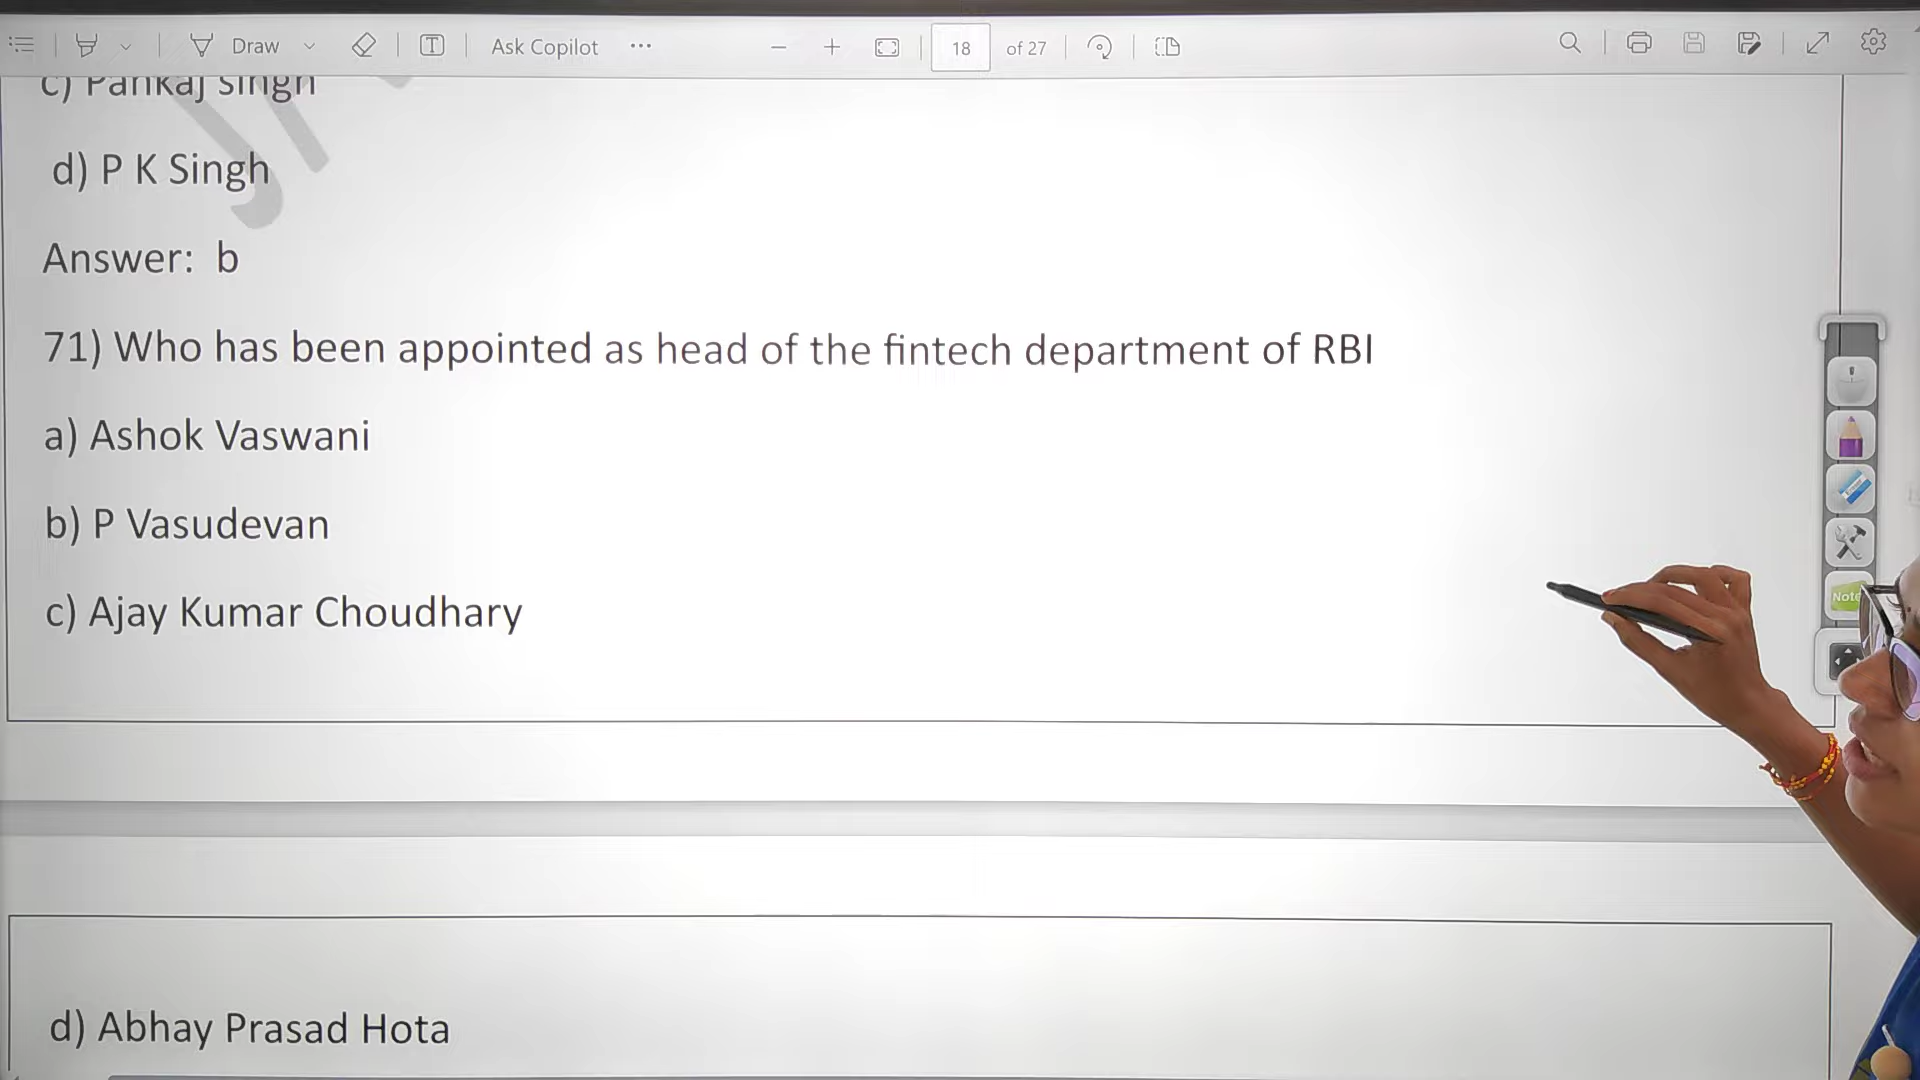 Draw
Ask Copilot
18 of 27
c) Pankaj Singh
d) P K Singh
Answer: b
71) Who has been appointed as head of the fintech department of RBI
a) Ashok Vaswani
b) P Vasudevan
c) Ajay Kumar Choudhary
Note
d) Abhay Prasad Hota